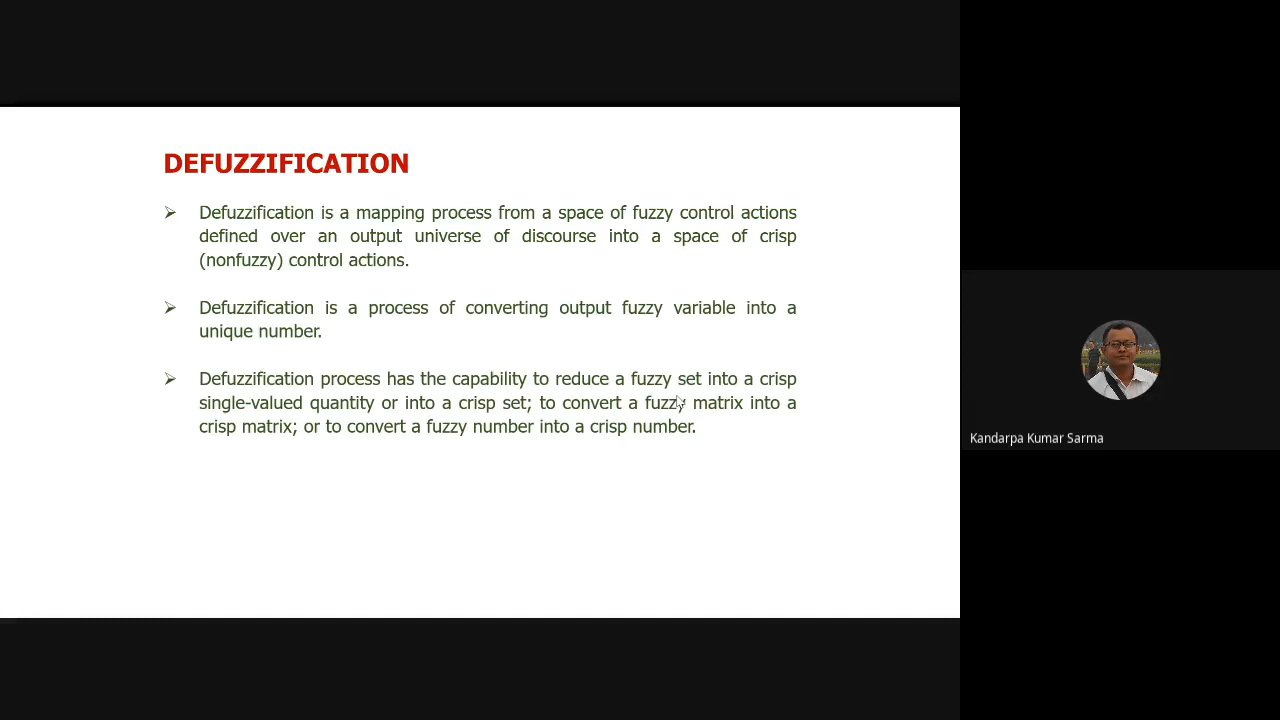 DEFUZZIFICATION
➢ Defuzzification is a mapping process from a space of fuzzy control actions
defined over an output universe of discourse into a space of crisp
(nonfuzzy) control actions.
➢ Defuzzification is a process of converting output fuzzy variable into a
unique number.
➢ Defuzzification process has the capability to reduce a fuzzy set into a crisp
single-valued quantity or into a crisp set; to convert a fuzzy matrix into a
crisp matrix; or to convert a fuzzy number into a crisp number.
Kandarpa Kumar Sarma